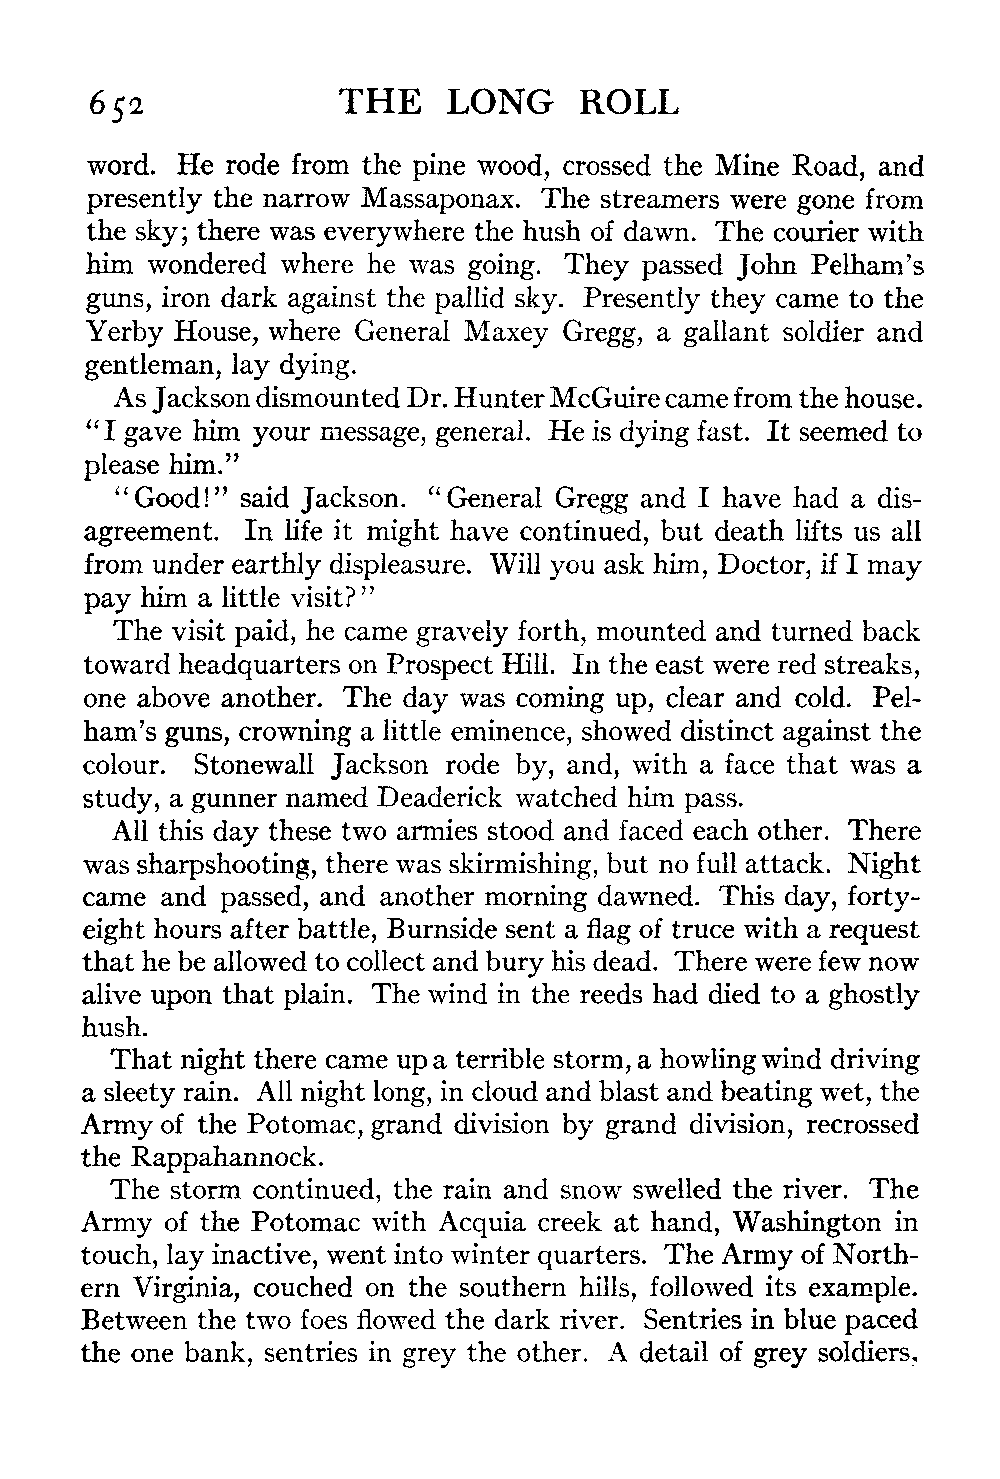 652 THE LONG ROLL
word. He rode from the pine wood, crossed the Mine Road, and
presently the narrow Massaponax. The streamers were gone from
the sky; there was everywhere the hush of dawn. The courier with
him wondered where he was going. They passed John Pelham's
guns, iron dark against the pallid sky. Presently they came to the
Yerby House, where General Maxey Gregg, a gallant soldier and
gentleman, lay dying.
As Jackson dismounted Dr. Hunter McGuire came from the house.
"I gave him your message, general. He is dying fast. It seemed to
please him."
"Good!" said Jackson. "General Gregg and I have had a dis-
agreement. In life it might have continued, but death lifts us all
from under earthly displeasure. Will you ask him, Doctor, if I may
pay him a little visit?"
The visit paid, he came gravely forth, mounted and turned back
toward headquarters on Prospect Hill. In the east were red streaks,
one above another. The day was coming up, clear and cold. Pel-
ham's guns, crowning a little eminence, showed distinct against the
colour. Stonewall Jackson rode by, and, with a face that was a
study, a gunner named Deaderick watched him pass.
All this day these two armies stood and faced each other. There
was sharpshooting, there was skirmishing, but no full attack. Night
came and passed, and another morning dawned. This day, forty-
eight hours after battle, Burnside sent a flag of truce with a request
that he be allowed to collect and bury his dead. There were few now
alive upon that plain. The wind in the reeds had died to a ghostly
hush.
That night there came up a terrible storm, a howling wind driving
a sleety rain. All night long, in cloud and blast and beating wet, the
Army of the Potomac, grand division by grand division, recrossed
the Rappahannock.
The storm continued, the rain and snow swelled the river. The
Army of the Potomac with Acquia creek at hand, Washington in
touch, lay inactive, went into winter quarters. The Army of North-
ern Virginia, couched on the southern hills, followed its example.
Between the two foes flowed the dark river. Sentries in blue paced
the one bank, sentries in grey the other. A detail of grey soldiers,